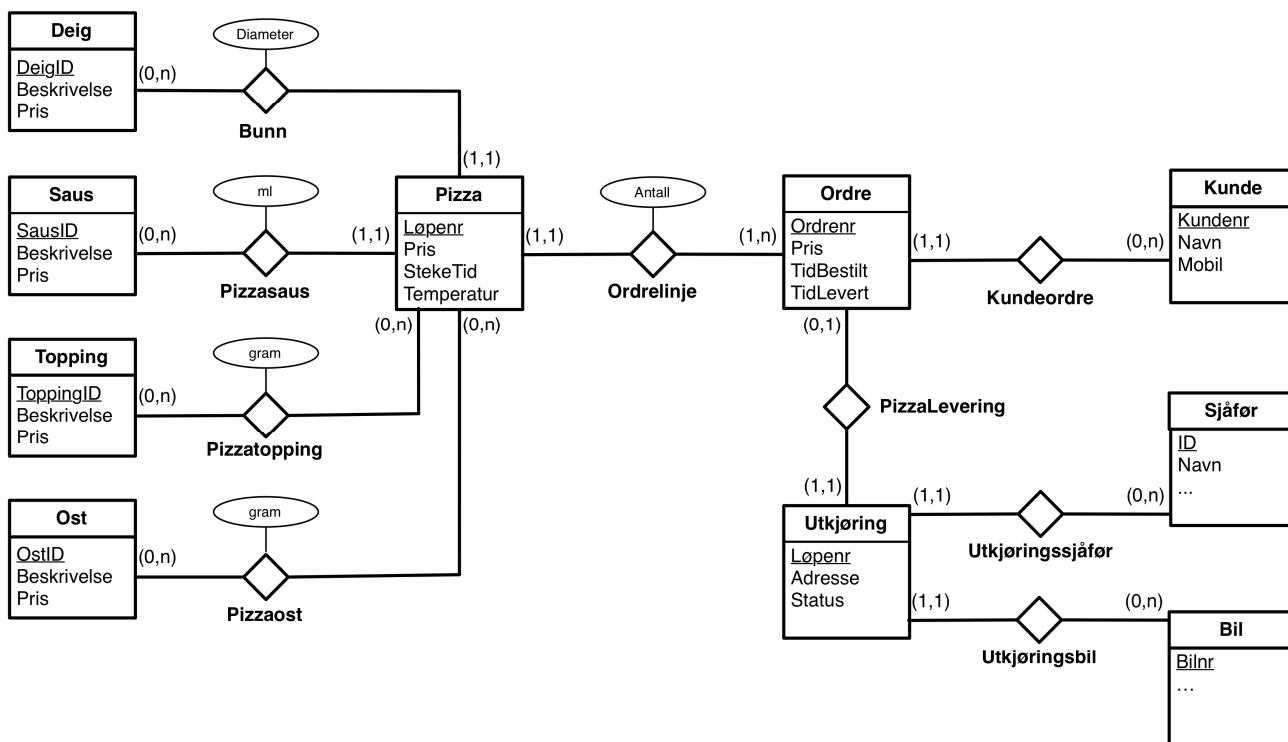 Deig
DeigID
Beskrivelse
Pris
(0,n)
Diameter
Bunn
(1,1)
Saus
SausID
Beskrivelse
Pris
(0,n)
ml
Pizzasaus
(1,1)
Pizza
Løpenr
Pris
StekeTid
Temperatur
(1,1)
Antall
Ordrelinje
(1,n)
Ordre
Ordrenr
Pris
TidBestilt
TidLevert
(1,1)
Kundeordre
(0,n)
Kunde
Kundenr
Navn
Mobil
(0,n)
(0,n)
(0,1)
Topping
ToppingID
Beskrivelse
Pris
(0,n)
gram
Pizzatopping
PizzaLevering
Sjåfør
ID
Navn
...
Ost
OstID
Beskrivelse
Pris
(0,n)
gram
Pizzaost
(1,1)
Utkjøring
Løpenr
Adresse
Status
(1,1)
Utkjøringssjåfør
(0,n)
(1,1)
Utkjøringsbil
(0,n)
Bil
Bilnr
...